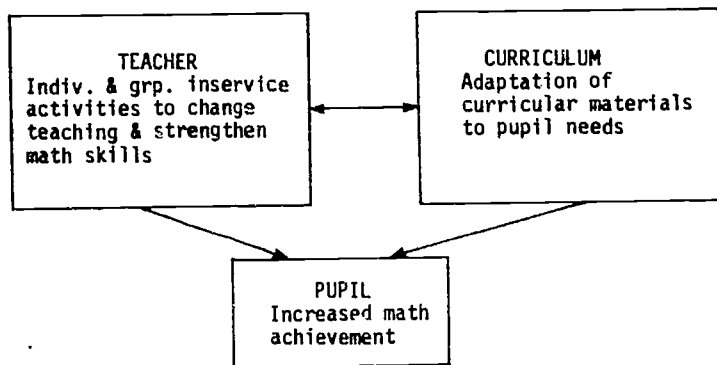 TEACHER
Indiv. & grp. inservice
activities to change
teaching & strengthen
math skills
CURRICULUM
Adaptation of
curricular materials
to pupil needs
PUPIL
Increased math
achievement